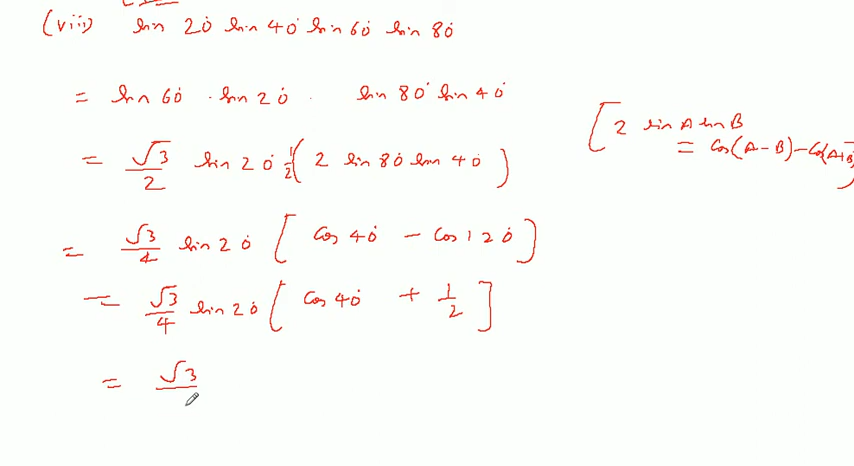 (viii) sin 20° sin 40° sin 60° sin 80°
= sin 60° · sin 20° · sin 80° sin 40°
[2 sin A sin B
= cos(A − B) − cos(A+B)]
= √3/2 sin 20° 1/2 (2 sin 80° sin 40°)
= √3/4 sin 20° [cos 40° − cos 120°]
= √3/4 sin 20° [cos 40° + 1/2]
= √3/